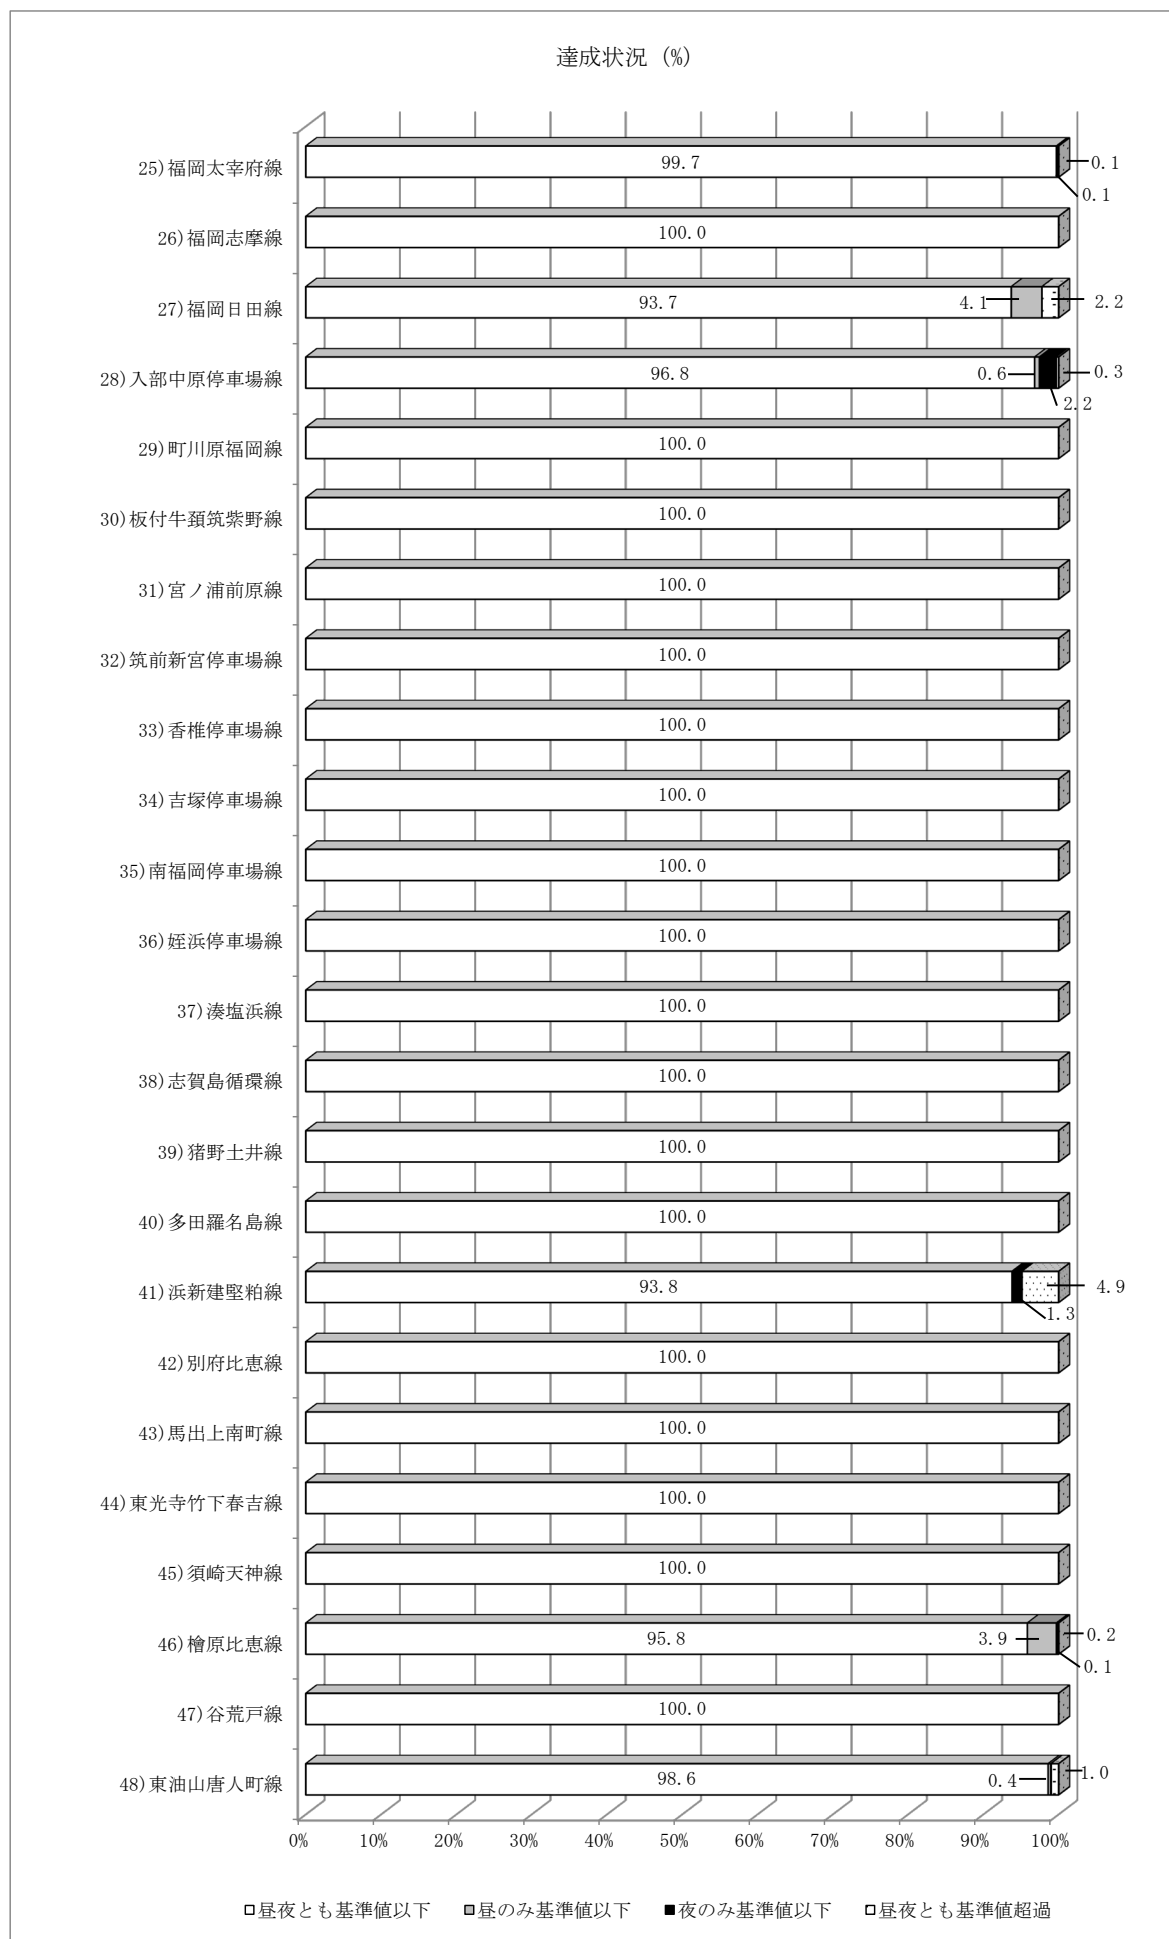 達成状況 (%)
25)福岡太宰府線 99.7 0.1
0.1
26)福岡志摩線 100.0
27)福岡日田線 93.7 4.1 2.2
28)入部中原停車場線 96.8 0.6 0.3
2.2
29)町川原福岡線 100.0
30)板付牛頚筑紫野線 100.0
31)宮ノ浦前原線 100.0
32)筑前新宮停車場線 100.0
33)香椎停車場線 100.0
34)吉塚停車場線 100.0
35)南福岡停車場線 100.0
36)姪浜停車場線 100.0
37)湊塩浜線 100.0
38)志賀島循環線 100.0
39)猪野土井線 100.0
40)多田羅名島線 100.0
41)浜新建堅粕線 93.8 4.9
1.3
42)別府比恵線 100.0
43)馬出上南町線 100.0
44)東光寺竹下春吉線 100.0
45)須崎天神線 100.0
46)檜原比恵線 95.8 3.9 0.2
0.1
47)谷荒戸線 100.0
48)東油山唐人町線 98.6 0.4 1.0
0% 10% 20% 30% 40% 50% 60% 70% 80% 90% 100%
昼夜とも基準値以下 昼のみ基準値以下 夜のみ基準値以下 昼夜とも基準値超過